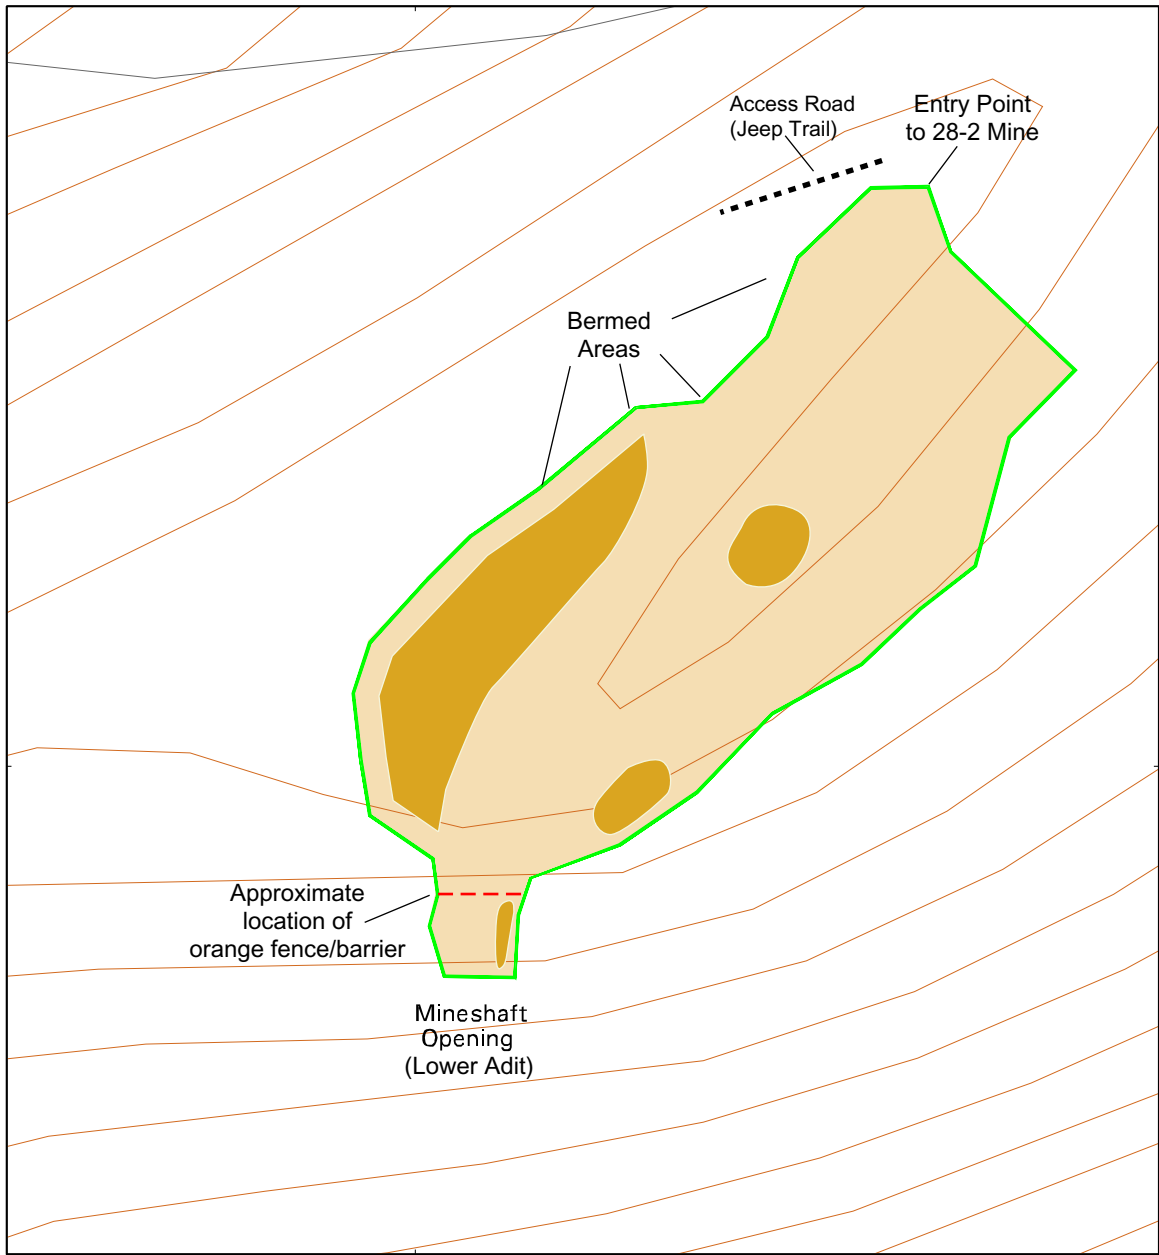 Access Road
(Jeep Trail)
Entry Point
to 28-2 Mine
Bermed
Areas
Approximate
location of
orange fence/barrier
Mineshaft
Opening
(Lower Adit)